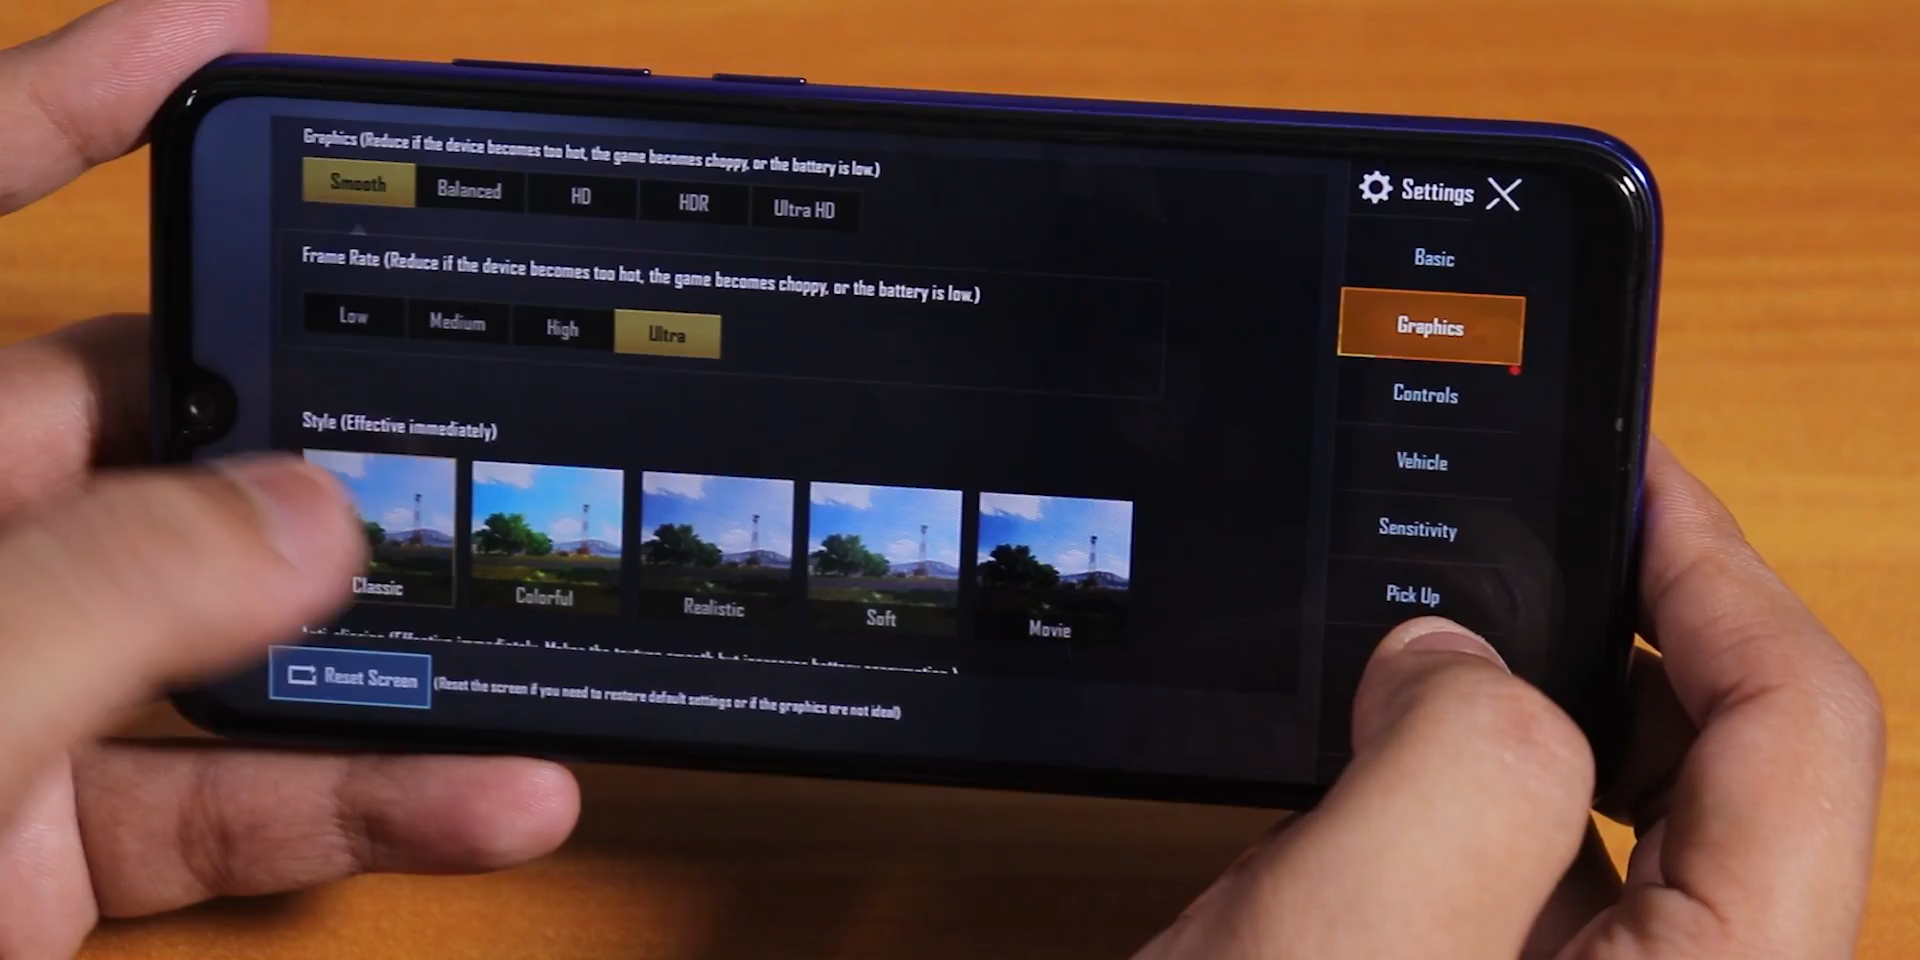 Graphics (Reduce if the device becomes too hot, the game becomes choppy, or the battery is low.)
Smooth
Balanced
HD
HDR
Ultra HD
Frame Rate (Reduce if the device becomes too hot, the game becomes choppy, or the battery is low.)
Low
Medium
High
Ultra
Style (Effective immediately)
Classic
Colorful
Realistic
Soft
Movie
Reset Screen
(Reset the screen if you need to restore default settings or if the graphics are not ideal)
Settings
Basic
Graphics
Controls
Vehicle
Sensitivity
Pick Up